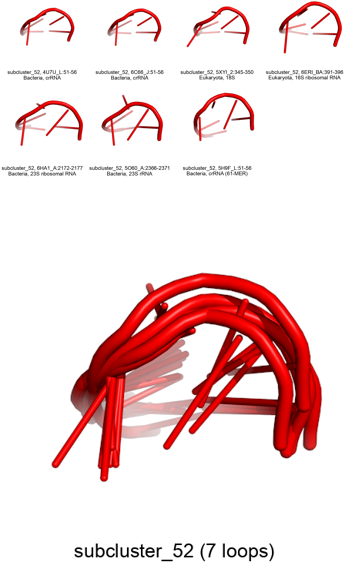 subcluster_52, 4U7U_L:51-56
Bacteria, crRNA
subcluster_52, 6C66_J:51-56
Bacteria, crRNA
subcluster_52, 5XYI_2:345-350
Eukaryota, 18S
subcluster_52, 6ERI_BA:391-396
Eukaryota, 16S ribosomal RNA
subcluster_52, 6HA1_A:2172-2177
Bacteria, 23S ribosomal RNA
subcluster_52, 5O60_A:2366-2371
Bacteria, 23S rRNA
subcluster_52, 5H9F_L:51-56
Bacteria, crRNA (61-MER)
subcluster_52 (7 loops)